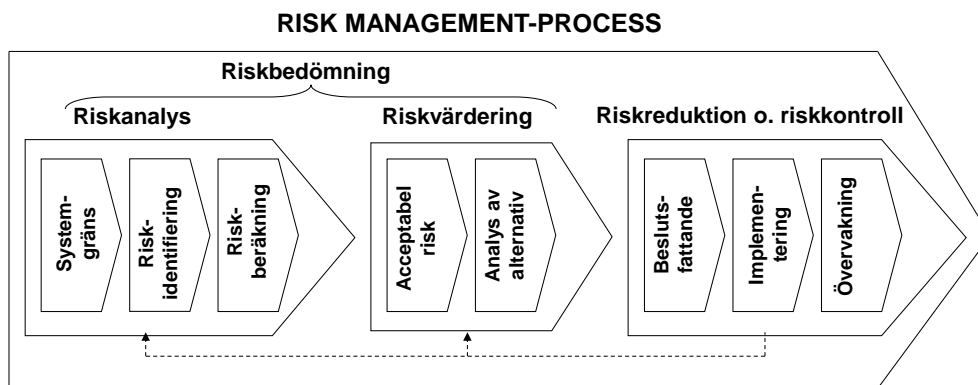 RISK MANAGEMENT-PROCESS
Riskbedömning
Riskanalys
Riskvärdering
Riskreduktion o. riskkontroll
System-
gräns
Risk-
identifiering
Risk-
beräkning
Acceptabel
risk
Analys av
alternativ
Besluts-
fattande
Implemen-
tering
Övervakning